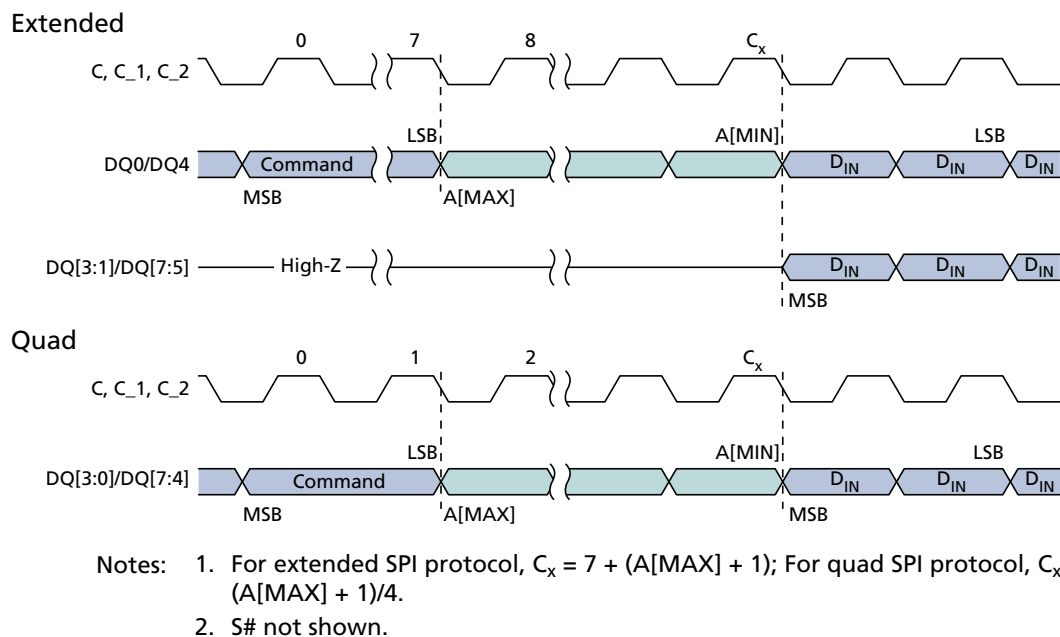 Extended
0 7 8 Cx
C, C_1, C_2
LSB A[MIN] LSB
DQ0/DQ4 Command DIN DIN DIN
MSB A[MAX]
DQ[3:1]/DQ[7:5] High-Z DIN DIN DIN
MSB
Quad
0 1 2 Cx
C, C_1, C_2
LSB A[MIN] LSB
DQ[3:0]/DQ[7:4] Command DIN DIN DIN
MSB A[MAX] MSB
Notes: 1. For extended SPI protocol, Cx = 7 + (A[MAX] + 1); For quad SPI protocol, Cx
(A[MAX] + 1)/4.
2. S# not shown.